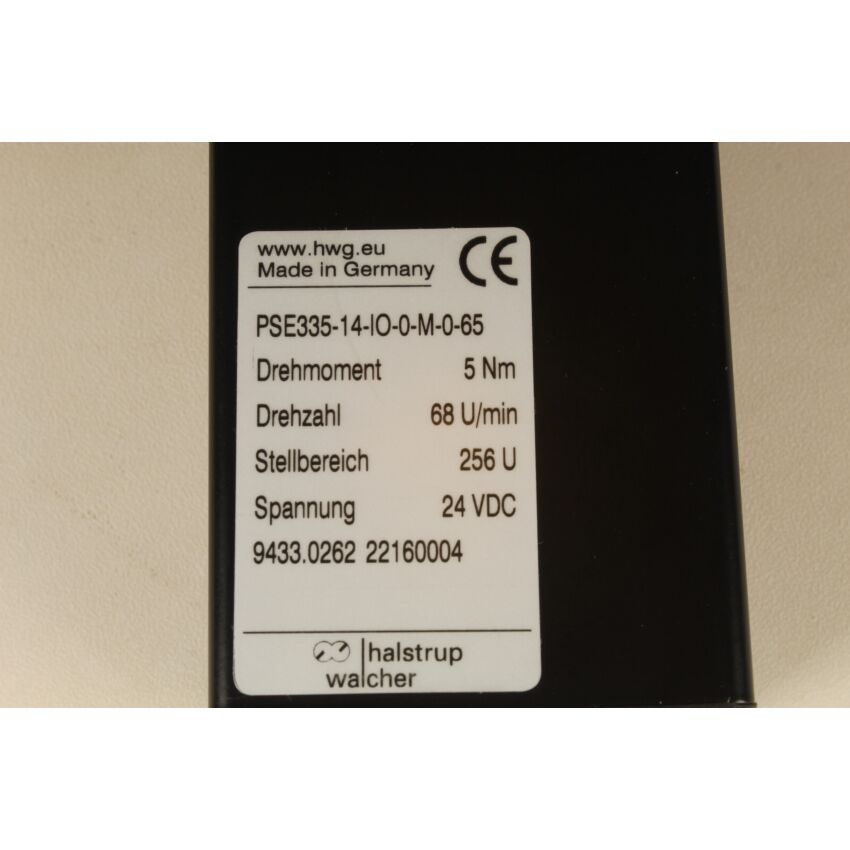 www.hwg.eu
Made in Germany
CE
PSE335-14-IO-0-M-0-65
Drehmoment 5 Nm
Drehzahl 68 U/min
Stellbereich 256 U
Spannung 24 VDC
9433.0262 22160004
halstrup
walcher